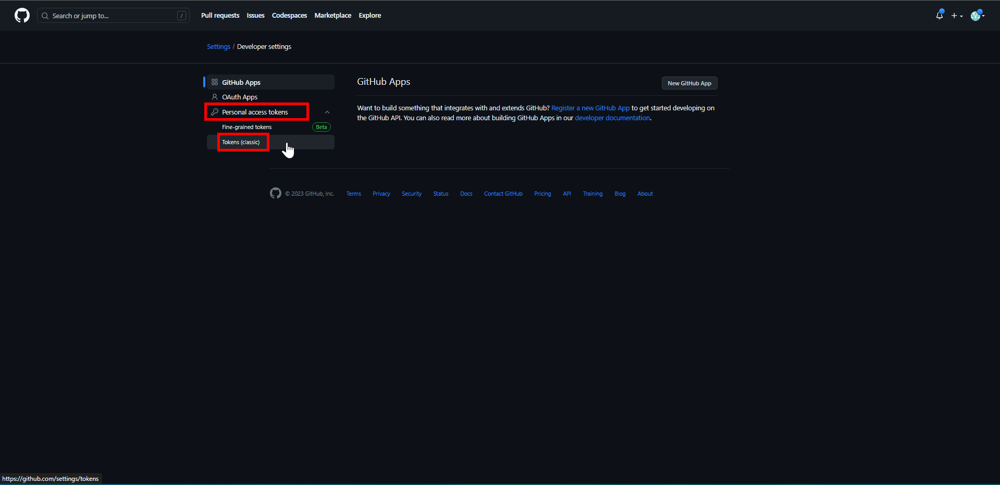 Search or jump to... /
Pull requests Issues Codespaces Marketplace Explore
Settings / Developer settings
GitHub Apps
OAuth Apps
Personal access tokens
Fine-grained tokens Beta
Tokens (classic)
GitHub Apps
New GitHub App
Want to build something that integrates with and extends GitHub? Register a new GitHub App to get started developing on
the GitHub API. You can also read more about building GitHub Apps in our developer documentation.
© 2023 GitHub, Inc. Terms Privacy Security Status Docs Contact GitHub Pricing API Training Blog About
https://github.com/settings/tokens